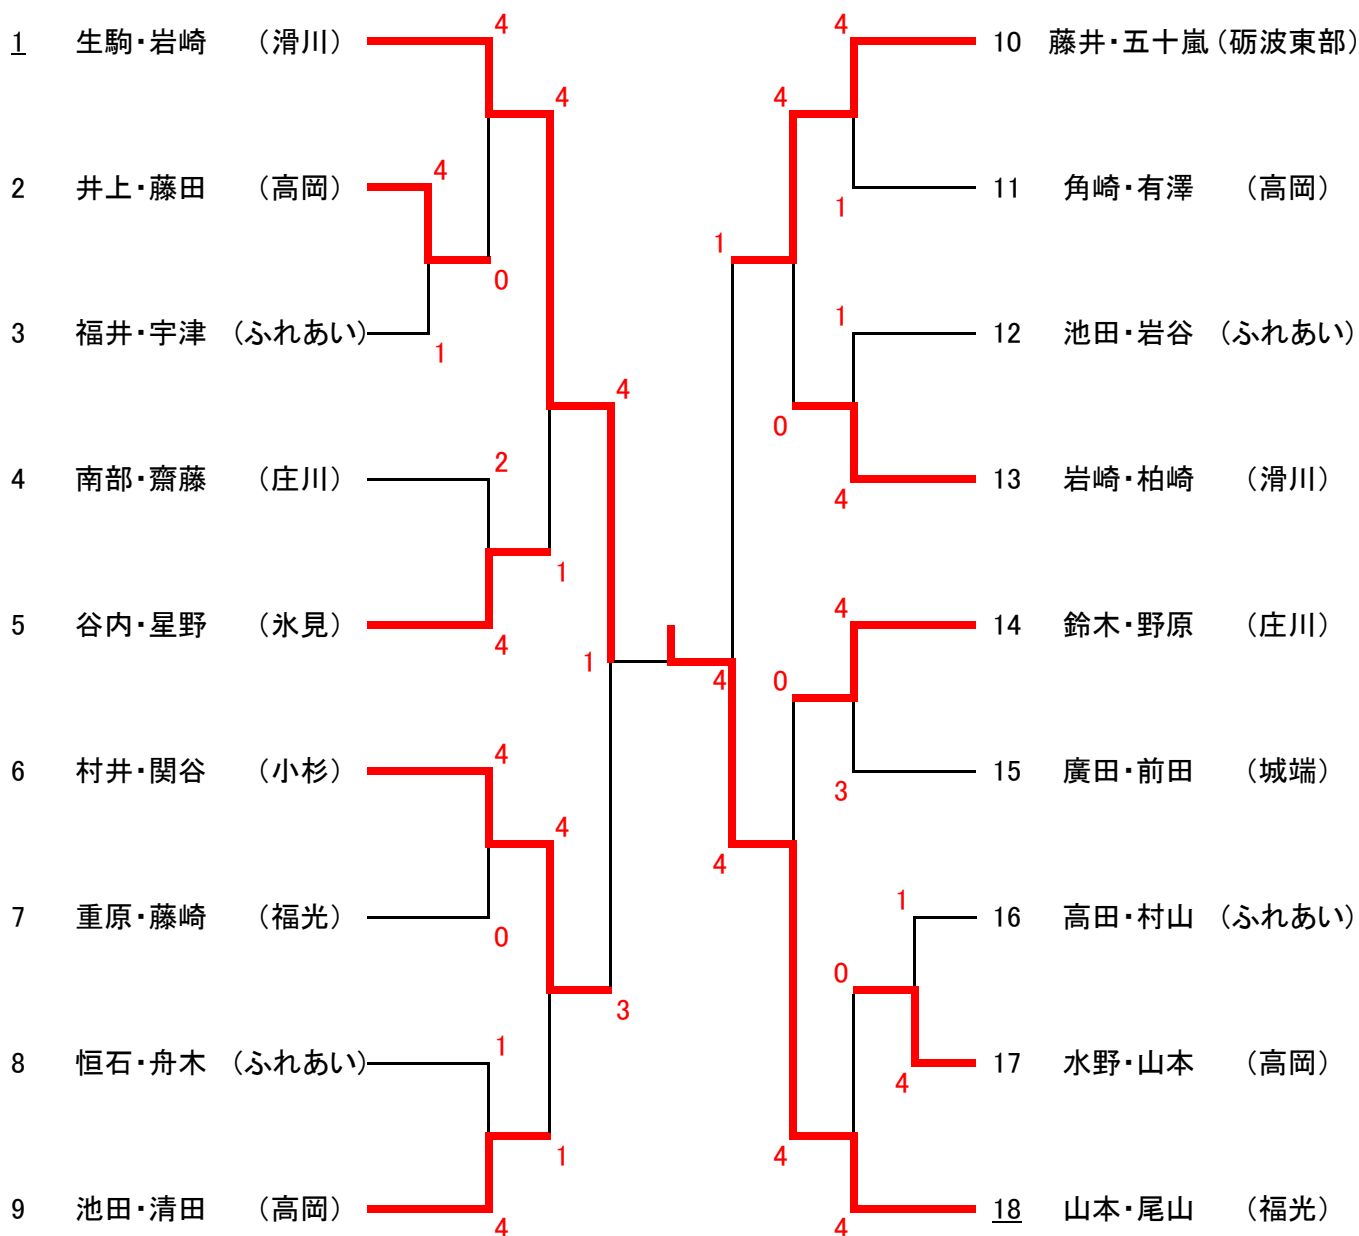 4
4
1 生駒・岩崎 (滑川)
10 藤井・五十嵐 (砺波東部)
4
4
4
2 井上・藤田 (高岡)
11 角崎・有澤 (高岡)
1
1
0
1
3 福井・宇津 (ふれあい)
12 池田・岩谷 (ふれあい)
1
4
0
2
4 南部・齋藤 (庄川)
13 岩崎・柏崎 (滑川)
4
1
4
5 谷内・星野 (氷見)
14 鈴木・野原 (庄川)
4
1
4
0
4
6 村井・関谷 (小杉)
15 廣田・前田 (城端)
3
4
4
1
7 重原・藤崎 (福光)
16 高田・村山 (ふれあい)
0
0
3
1
8 恒石・舟木 (ふれあい)
17 水野・山本 (高岡)
4
1
4
9 池田・清田 (高岡)
18 山本・尾山 (福光)
4
4